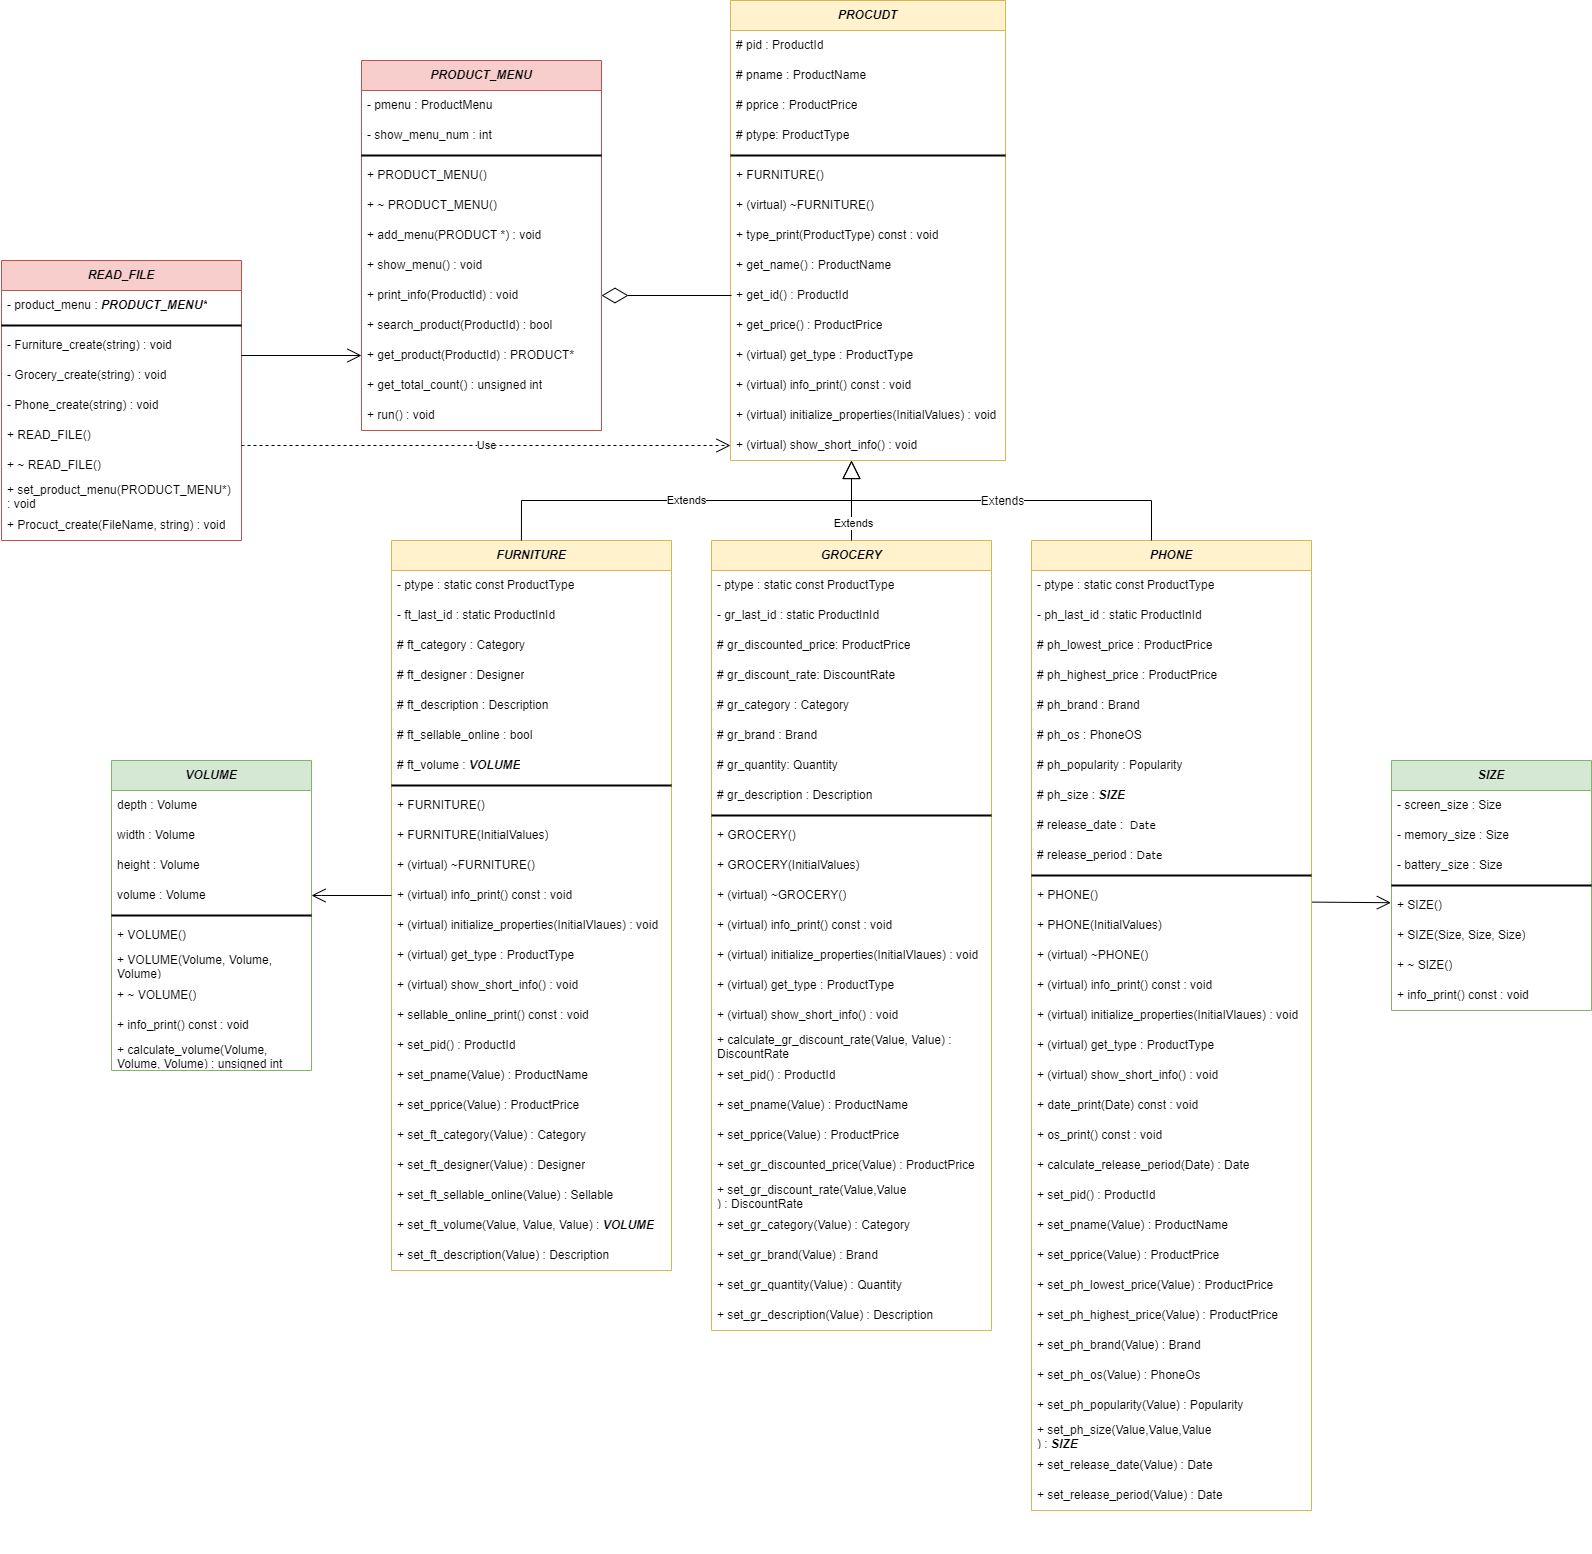 PROCUDT
# pid : ProductId
# pname : ProductName
# pprice : ProductPrice
# ptype: ProductType
+ FURNITURE()
+ (virtual) ~FURNITURE()
+ type_print(ProductType) const : void
+ get_name() : ProductName
+ get_id() : ProductId
+ get_price() : ProductPrice
+ (virtual) get_type : ProductType
+ (virtual) info_print() const : void
+ (virtual) initialize_properties(InitialValues) : void
+ (virtual) show_short_info() : void
PRODUCT_MENU
- pmenu : ProductMenu
- show_menu_num : int
+ PRODUCT_MENU()
+ ~ PRODUCT_MENU()
+ add_menu(PRODUCT *) : void
+ show_menu() : void
+ print_info(ProductId) : void
+ search_product(ProductId) : bool
+ get_product(ProductId) : PRODUCT*
+ get_total_count() : unsigned int
+ run() : void
READ_FILE
- product_menu : PRODUCT_MENU*
- Furniture_create(string) : void
- Grocery_create(string) : void
- Phone_create(string) : void
+ READ_FILE()
+ ~ READ_FILE()
+ set_product_menu(PRODUCT_MENU*)
: void
+ Procuct_create(FileName, string) : void
Use
Extends
Extends
Extends
FURNITURE
- ptype : static const ProductType
- ft_last_id : static ProductInId
# ft_category : Category
# ft_designer : Designer
# ft_description : Description
# ft_sellable_online : bool
# ft_volume : VOLUME
+ FURNITURE()
+ FURNITURE(InitialValues)
+ (virtual) ~FURNITURE()
+ (virtual) info_print() const : void
+ (virtual) initialize_properties(InitialVlaues) : void
+ (virtual) get_type : ProductType
+ (virtual) show_short_info() : void
+ sellable_online_print() const : void
+ set_pid() : ProductId
+ set_pname(Value) : ProductName
+ set_pprice(Value) : ProductPrice
+ set_ft_category(Value) : Category
+ set_ft_designer(Value) : Designer
+ set_ft_sellable_online(Value) : Sellable
+ set_ft_volume(Value, Value, Value) : VOLUME
+ set_ft_description(Value) : Description
GROCERY
- ptype : static const ProductType
- gr_last_id : static ProductInId
# gr_discounted_price: ProductPrice
# gr_discount_rate: DiscountRate
# gr_category : Category
# gr_brand : Brand
# gr_quantity: Quantity
# gr_description : Description
+ GROCERY()
+ GROCERY(InitialValues)
+ (virtual) ~GROCERY()
+ (virtual) info_print() const : void
+ (virtual) initialize_properties(InitialVlaues) : void
+ (virtual) get_type : ProductType
+ (virtual) show_short_info() : void
+ calculate_gr_discount_rate(Value, Value) :
DiscountRate
+ set_pid() : ProductId
+ set_pname(Value) : ProductName
+ set_pprice(Value) : ProductPrice
+ set_gr_discounted_price(Value) : ProductPrice
+ set_gr_discount_rate(Value,Value
) : DiscountRate
+ set_gr_category(Value) : Category
+ set_gr_brand(Value) : Brand
+ set_gr_quantity(Value) : Quantity
+ set_gr_description(Value) : Description
PHONE
- ptype : static const ProductType
- ph_last_id : static ProductInId
# ph_lowest_price : ProductPrice
# ph_highest_price : ProductPrice
# ph_brand : Brand
# ph_os : PhoneOS
# ph_popularity : Popularity
# ph_size : SIZE
# release_date : Date
# release_period : Date
+ PHONE()
+ PHONE(InitialValues)
+ (virtual) ~PHONE()
+ (virtual) info_print() const : void
+ (virtual) initialize_properties(InitialVlaues) : void
+ (virtual) get_type : ProductType
+ (virtual) show_short_info() : void
+ date_print(Date) const : void
+ os_print() const : void
+ calculate_release_period(Date) : Date
+ set_pid() : ProductId
+ set_pname(Value) : ProductName
+ set_pprice(Value) : ProductPrice
+ set_ph_lowest_price(Value) : ProductPrice
+ set_ph_highest_price(Value) : ProductPrice
+ set_ph_brand(Value) : Brand
+ set_ph_os(Value) : PhoneOs
+ set_ph_popularity(Value) : Popularity
+ set_ph_size(Value,Value,Value
) : SIZE
+ set_release_date(Value) : Date
+ set_release_period(Value) : Date
VOLUME
depth : Volume
width : Volume
height : Volume
volume : Volume
+ VOLUME()
+ VOLUME(Volume, Volume,
Volume)
+ ~ VOLUME()
+ info_print() const : void
+ calculate_volume(Volume,
Volume, Volume) : unsigned int
SIZE
- screen_size : Size
- memory_size : Size
- battery_size : Size
+ SIZE()
+ SIZE(Size, Size, Size)
+ ~ SIZE()
+ info_print() const : void